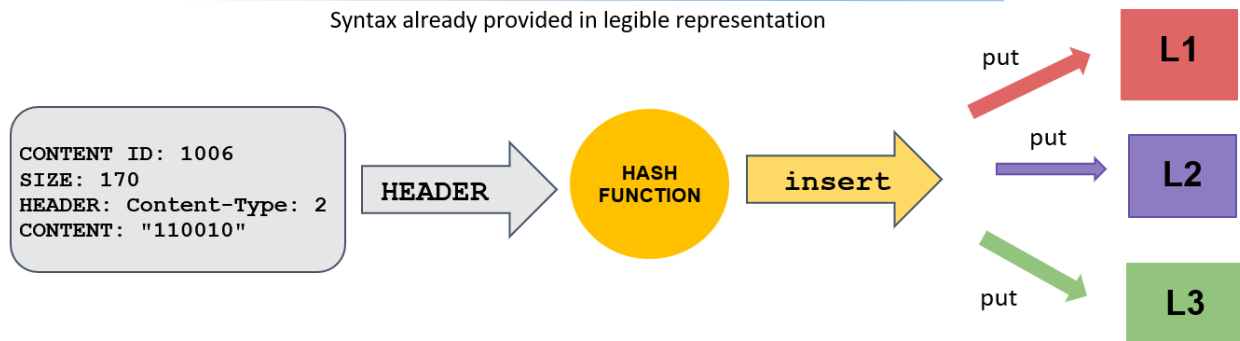 Syntax already provided in legible representation
CONTENT ID: 1006
SIZE: 170
HEADER: Content-Type: 2
CONTENT: "110010"
HEADER
HASH
FUNCTION
insert
put
L1
put
L2
put
L3